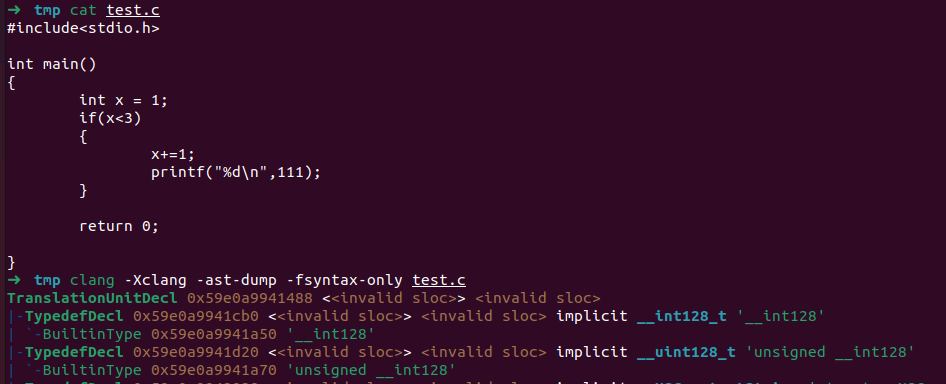 ➜ tmp cat test.c
#include<stdio.h>
int main()
{
int x = 1;
if(x<3)
{
x+=1;
printf("%d\n",111);
}
return 0;
}
➜ tmp clang -Xclang -ast-dump -fsyntax-only test.c
TranslationUnitDecl 0x59e0a9941488 <<invalid sloc>> <invalid sloc>
|-TypedefDecl 0x59e0a9941cb0 <<invalid sloc>> <invalid sloc> implicit __int128_t '__int128'
| `-BuiltinType 0x59e0a9941a50 '__int128'
|-TypedefDecl 0x59e0a9941d20 <<invalid sloc>> <invalid sloc> implicit __uint128_t 'unsigned __int128'
| `-BuiltinType 0x59e0a9941a70 'unsigned __int128'